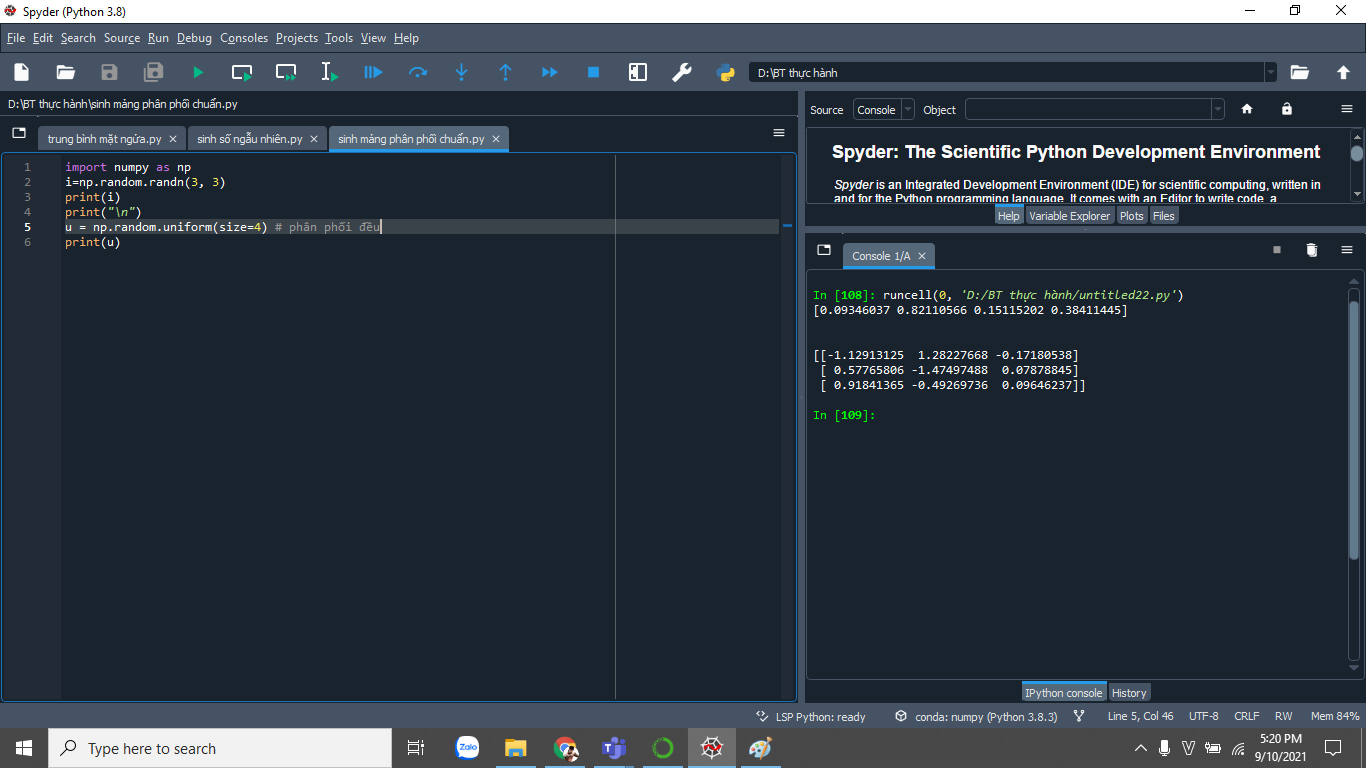 Spyder (Python 3.8)
File Edit Search Source Run Debug Consoles Projects Tools View Help
D:\BT thực hành
D:\BT thực hành\sinh mảng phân phối chuẩn.py
trung bình mặt ngửa.py
sinh số ngẫu nhiên.py
sinh mảng phân phối chuẩn.py
1 import numpy as np
2 i=np.random.randn(3, 3)
3 print(i)
4 print("\n")
5 u = np.random.uniform(size=4) # phân phối đều
6 print(u)
Source Console Object
Spyder: The Scientific Python Development Environment
Spyder is an Integrated Development Environment (IDE) for scientific computing, written in
and for the Python programming language. It comes with an Editor to write code, a
Help Variable Explorer Plots Files
Console 1/A
In [108]: runcell(0, 'D:/BT thực hành/untitled22.py')
[0.09346037 0.82110566 0.15115202 0.38411445]
[[-1.12913125  1.28227668 -0.17180538]
[ 0.57765806 -1.47497488  0.07878845]
[ 0.91841365 -0.49269736  0.09646237]]
In [109]:
IPython console History
LSP Python: ready conda: numpy (Python 3.8.3) Line 5, Col 46 UTF-8 CRLF RW Mem 84%
Type here to search
Zalo
5:20 PM
9/10/2021